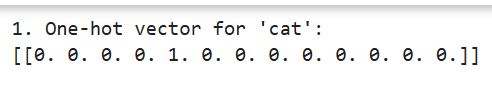 1. One-hot vector for 'cat':
[[0. 0. 0. 0. 1. 0. 0. 0. 0. 0. 0. 0. 0.]]